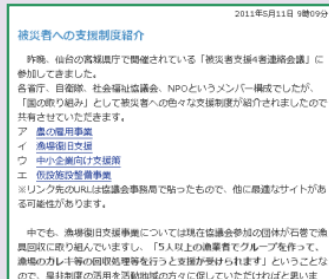 2011年5月11日 9時09分
被災者への支援制度紹介
昨晩、仙台の宮城県庁で開催されている「被災者支援4者連絡会議」に
参加してきました。
各省庁、自衛隊、社会福祉協議会、NPOというメンバー構成でしたが、
「国の取り組み」として被災者への色々な支援制度が紹介されましたので
共有させていただきます。
ア 農の雇用事業
イ 漁場復旧支援
ウ 中小企業向け支援策
エ 仮設施設整備事業
※リンク先のURLは協議会事務局で貼ったもので、他に最適なサイトがあ
る可能性があります。
中でも、漁場復旧支援事業については現在協議会参加の団体が石巻で漁
具回収に取り組んでいますし、「5人以上の漁業者でグループを作って、
漁場のガレキ等の回収処理等を行うと支援が受けられます」ということな
ので、是非制度の活用を活動地域の方々に促していただければと思いま